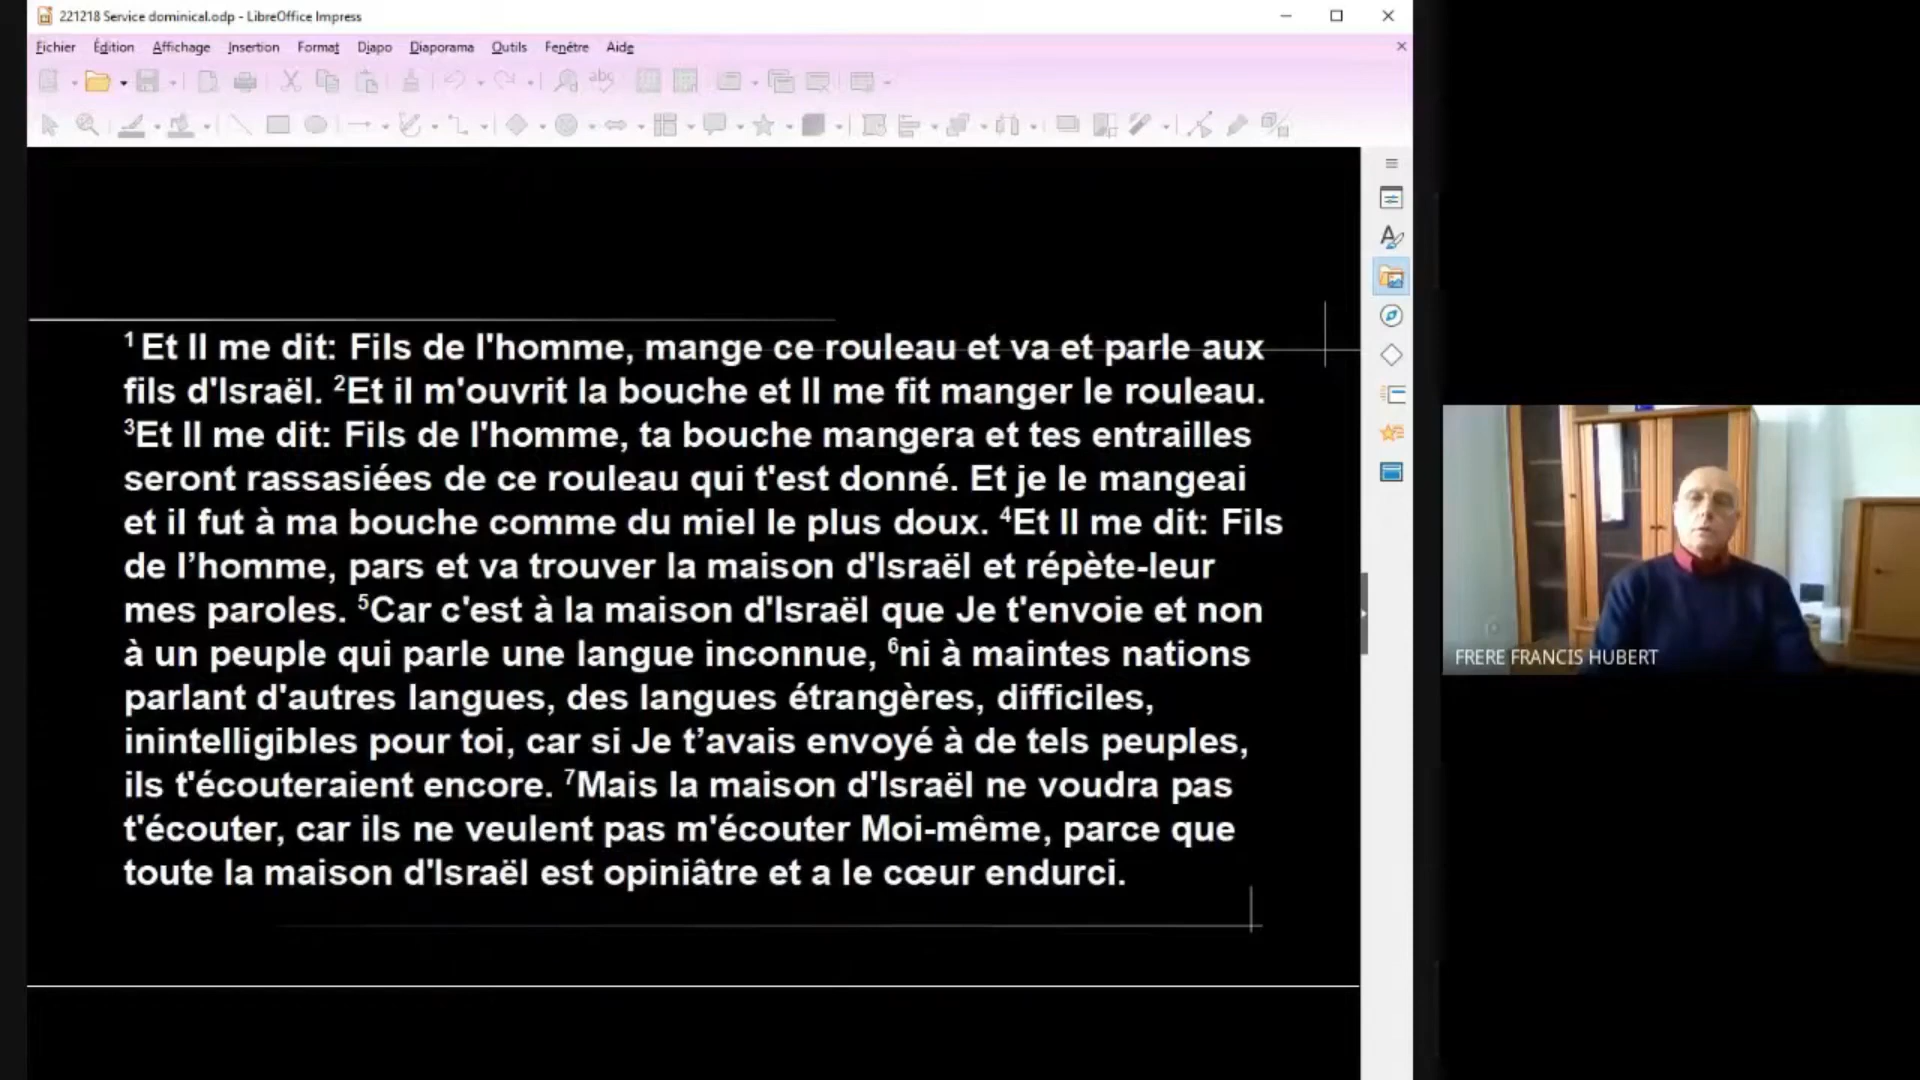 221218 Service dominical.odp - LibreOffice Impress
Fichier Édition Affichage Insertion Format Diapo Diaporama Outils Fenêtre Aide
1 Et Il me dit: Fils de l'homme, mange ce rouleau et va et parle aux
fils d'Israël. 2Et il m'ouvrit la bouche et Il me fit manger le rouleau.
3Et Il me dit: Fils de l'homme, ta bouche mangera et tes entrailles
seront rassasiées de ce rouleau qui t'est donné. Et je le mangeai
et il fut à ma bouche comme du miel le plus doux. 4Et Il me dit: Fils
de l’homme, pars et va trouver la maison d'Israël et répète-leur
mes paroles. 5Car c'est à la maison d'Israël que Je t'envoie et non
à un peuple qui parle une langue inconnue, 6ni à maintes nations
parlant d'autres langues, des langues étrangères, difficiles,
inintelligibles pour toi, car si Je t’avais envoyé à de tels peuples,
ils t'écouteraient encore. 7Mais la maison d'Israël ne voudra pas
t'écouter, car ils ne veulent pas m'écouter Moi-même, parce que
toute la maison d'Israël est opiniâtre et a le cœur endurci.
FRERE FRANCIS HUBERT